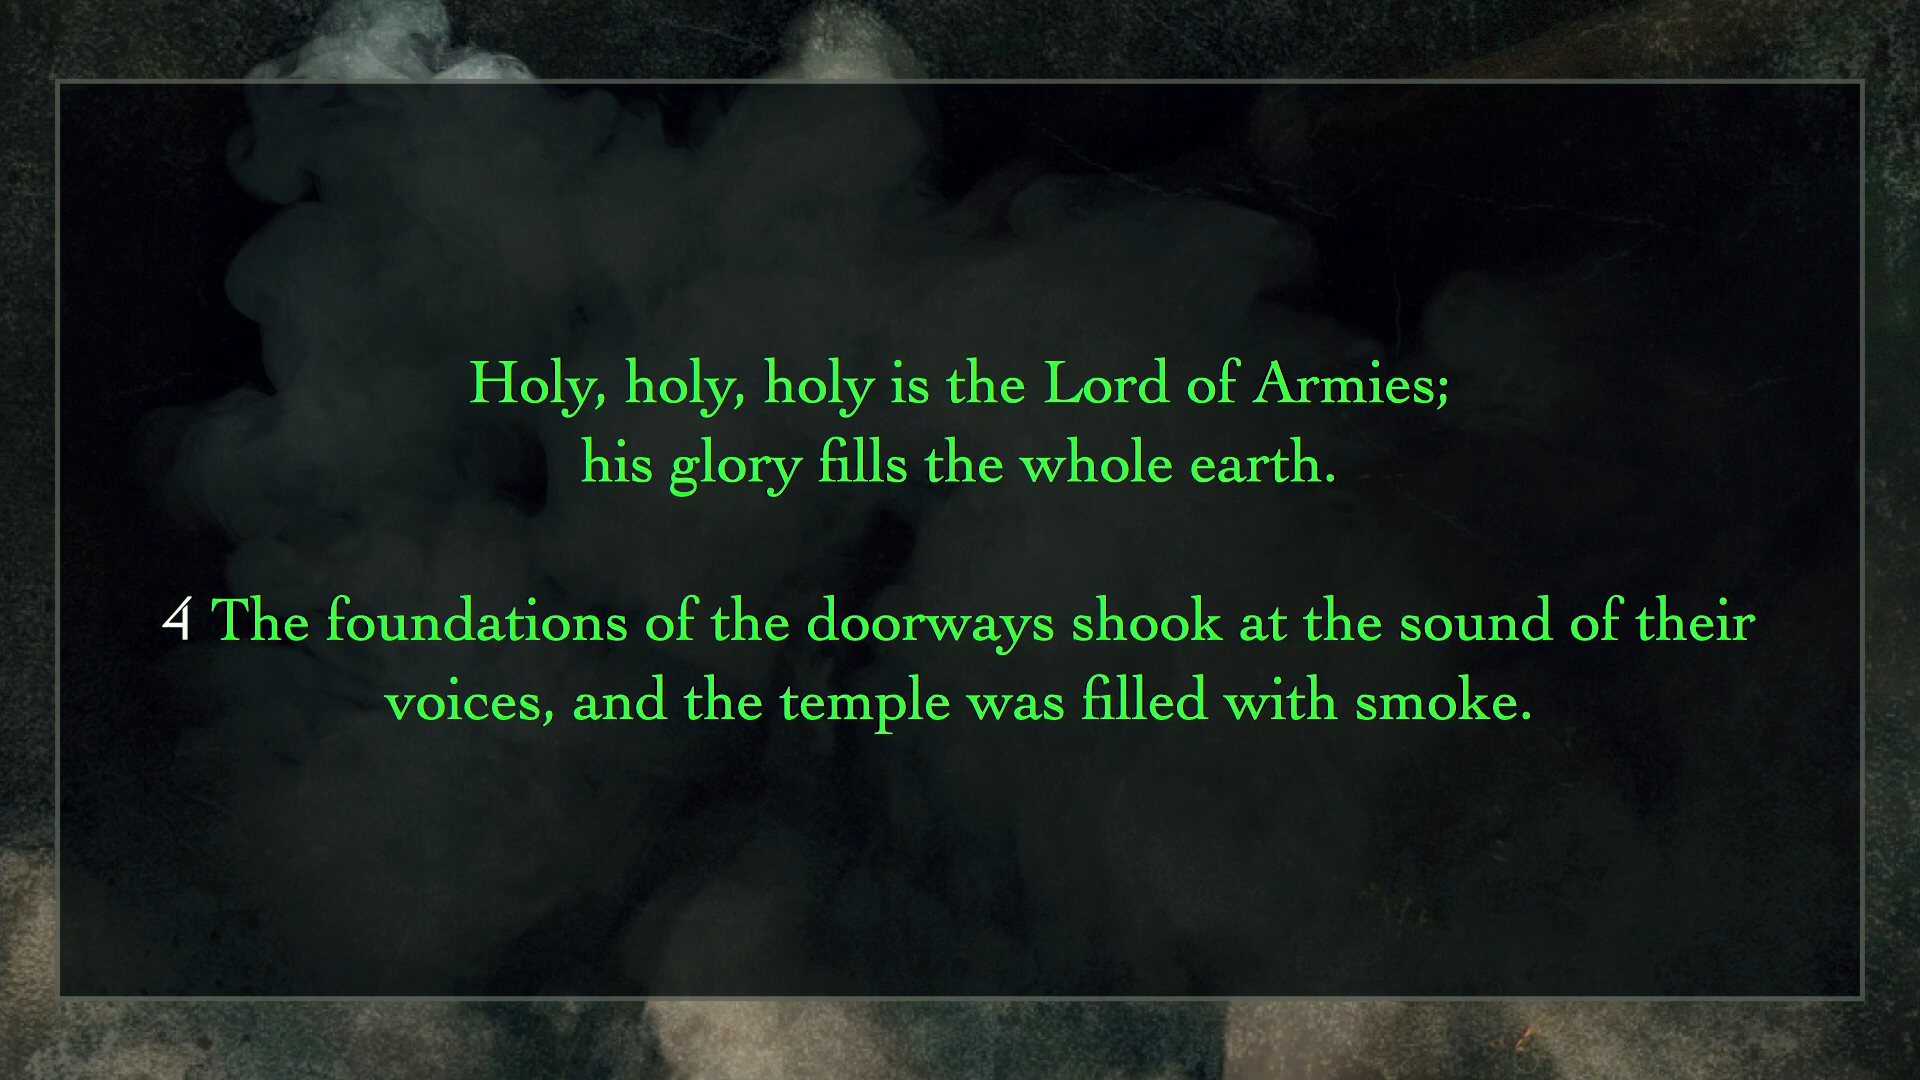 Holy, holy, holy is the Lord of Armies;
his glory fills the whole earth.
4 The foundations of the doorways shook at the sound of their
voices, and the temple was filled with smoke.